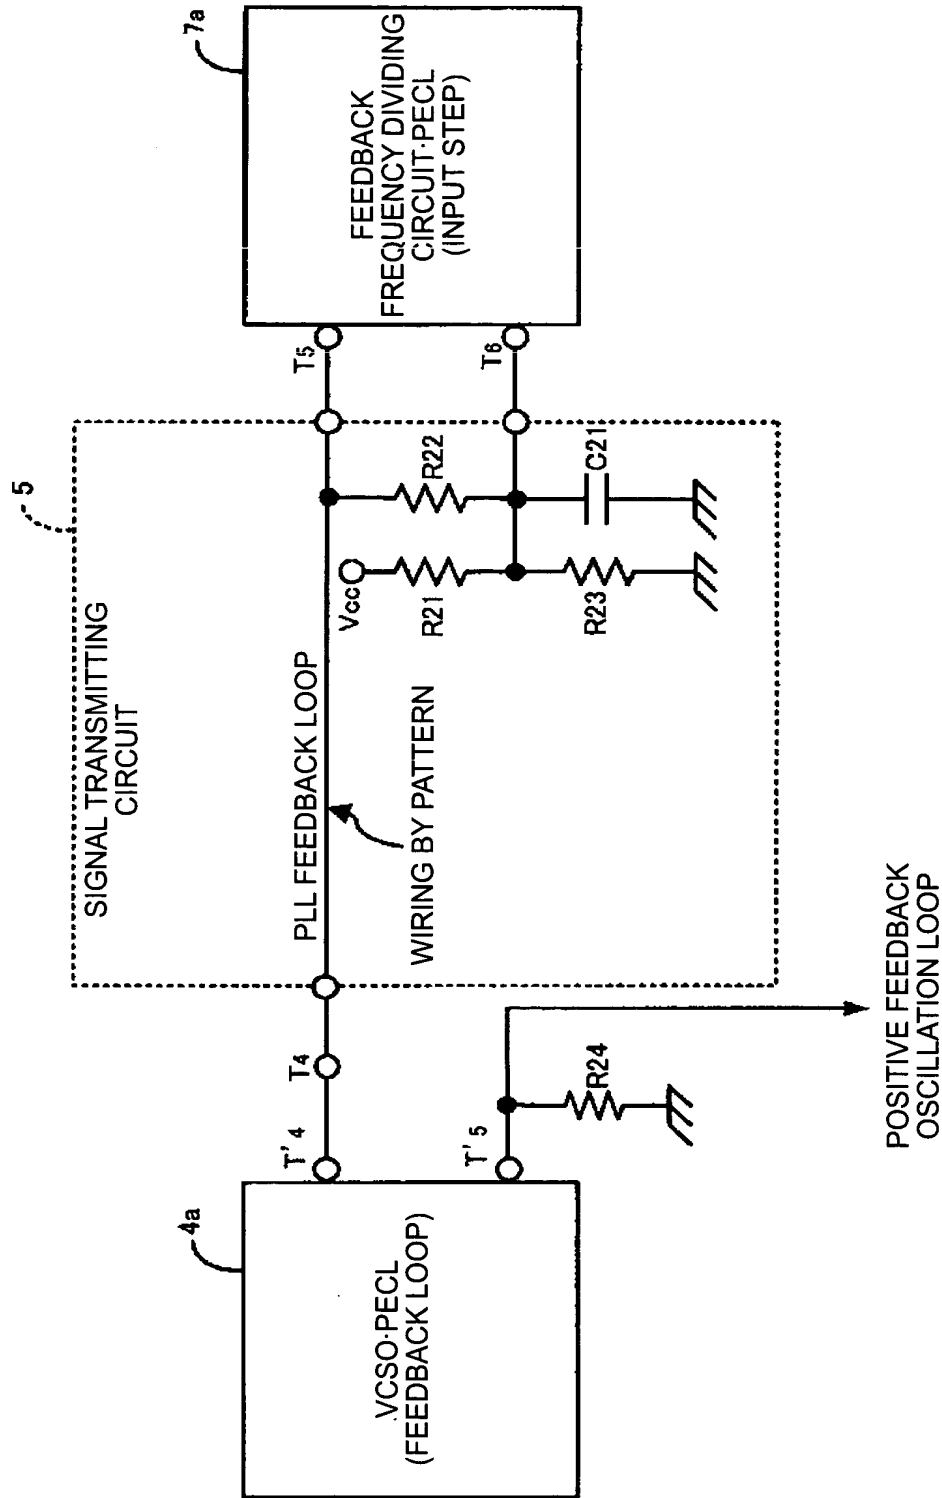 7a
FEEDBACK
FREQUENCY DIVIDING
CIRCUIT·PECL
(INPUT STEP)
T5
T6
5
SIGNAL TRANSMITTING
CIRCUIT
PLL FEEDBACK LOOP
WIRING BY PATTERN
Vcc
R21
R22
R23
C21
T4
T'4
T'5
R24
POSITIVE FEEDBACK
OSCILLATION LOOP
4a
VCSO·PECL
(FEEDBACK LOOP)